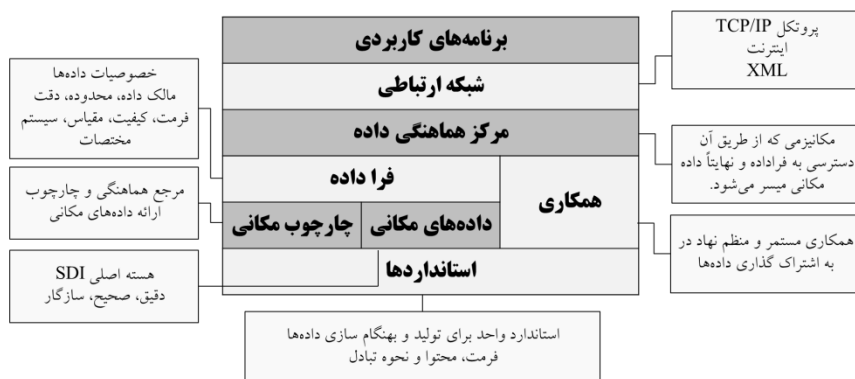 برنامه‌های کاربردی
شبکه ارتباطی
مرکز هماهنگی داده
فرا داده
همکاری
داده‌های مکانی
چارچوب مکانی
استانداردها
پروتکل TCP/IP
اینترنت
XML
مکانیزمی که از طریق آن
دسترسی به فراداده و نهایتاً داده
مکانی میسر می‌شود.
همکاری مستمر و منظم نهاد در
به اشتراک گذاری داده‌ها
خصوصیات داده‌ها
مالک داده، محدوده، دقت
فرمت، کیفیت، مقیاس، سیستم
مختصات
مرجع هماهنگی و چارچوب
ارائه داده‌های مکانی
هسته اصلی SDI
دقیق، صحیح، سازگار
استاندارد واحد برای تولید و بهنگام سازی داده‌ها
فرمت، محتوا و نحوه تبادل